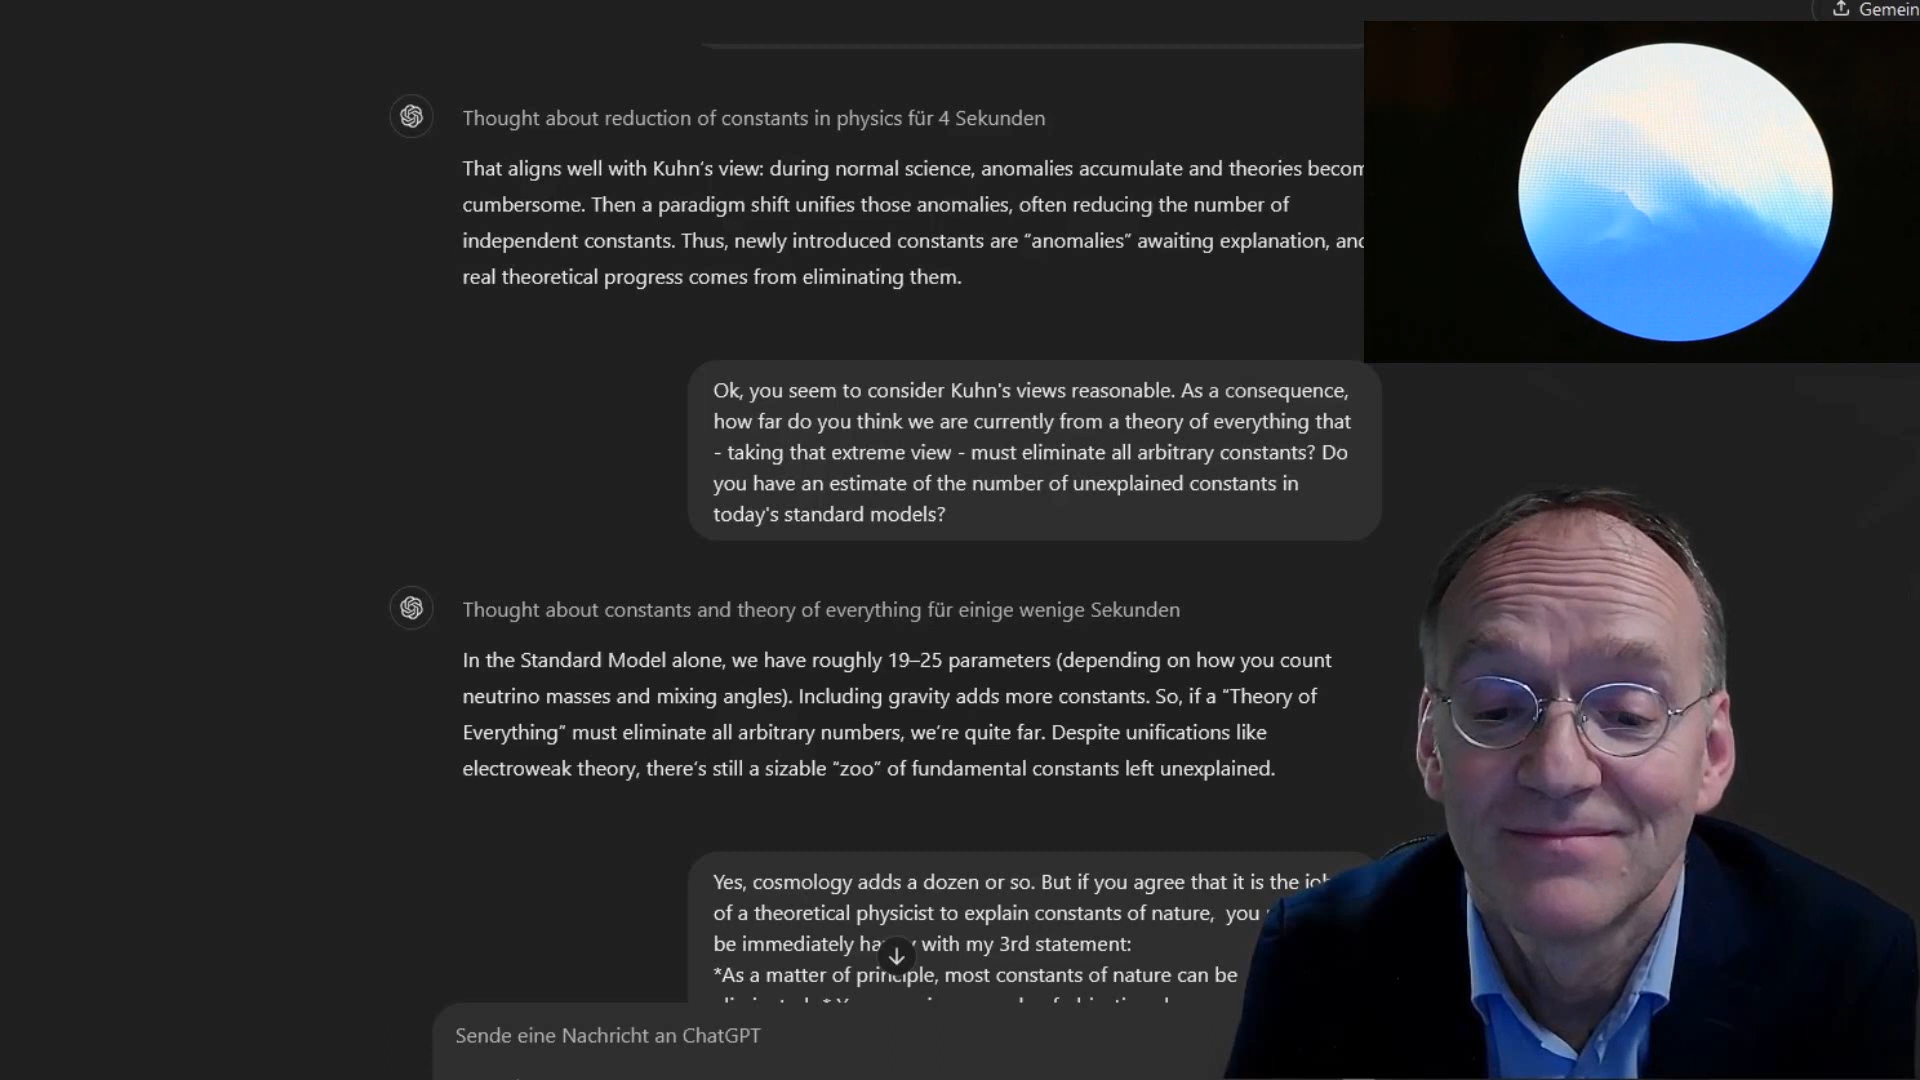 Gemein
Thought about reduction of constants in physics für 4 Sekunden
That aligns well with Kuhn’s view: during normal science, anomalies accumulate and theories becom
cumbersome. Then a paradigm shift unifies those anomalies, often reducing the number of
independent constants. Thus, newly introduced constants are “anomalies” awaiting explanation, and
real theoretical progress comes from eliminating them.
Ok, you seem to consider Kuhn's views reasonable. As a consequence,
how far do you think we are currently from a theory of everything that
- taking that extreme view - must eliminate all arbitrary constants? Do
you have an estimate of the number of unexplained constants in
today's standard models?
Thought about constants and theory of everything für einige wenige Sekunden
In the Standard Model alone, we have roughly 19–25 parameters (depending on how you count
neutrino masses and mixing angles). Including gravity adds more constants. So, if a “Theory of
Everything” must eliminate all arbitrary numbers, we’re quite far. Despite unifications like
electroweak theory, there’s still a sizable “zoo” of fundamental constants left unexplained.
Yes, cosmology adds a dozen or so. But if you agree that it is the job
of a theoretical physicist to explain constants of nature, you
be immediately happy with my 3rd statement:
*As a matter of principle, most constants of nature can be
Sende eine Nachricht an ChatGPT